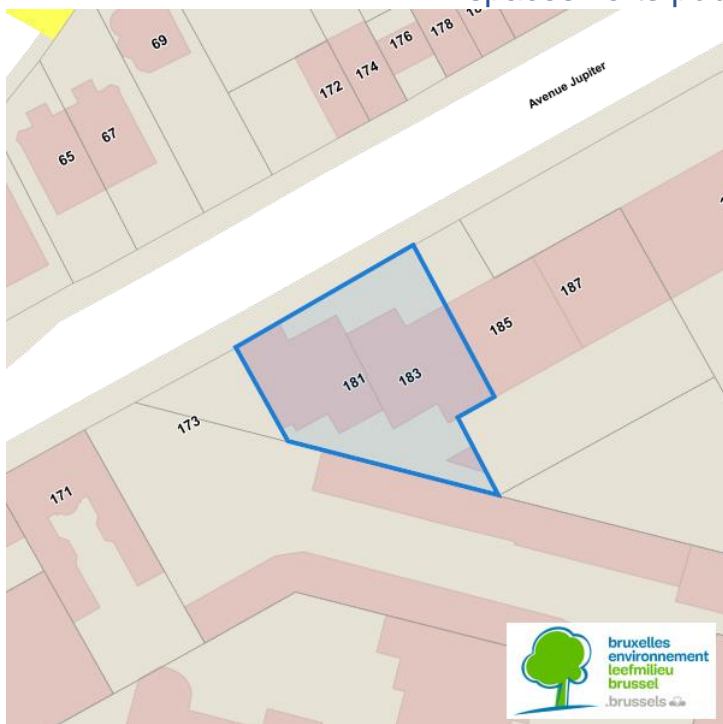 69
176
178
172
174
Avenue Jupiter
65
67
187
185
181
183
173
171
bruxelles
environnement
leefmilieu
brussel
.brussels